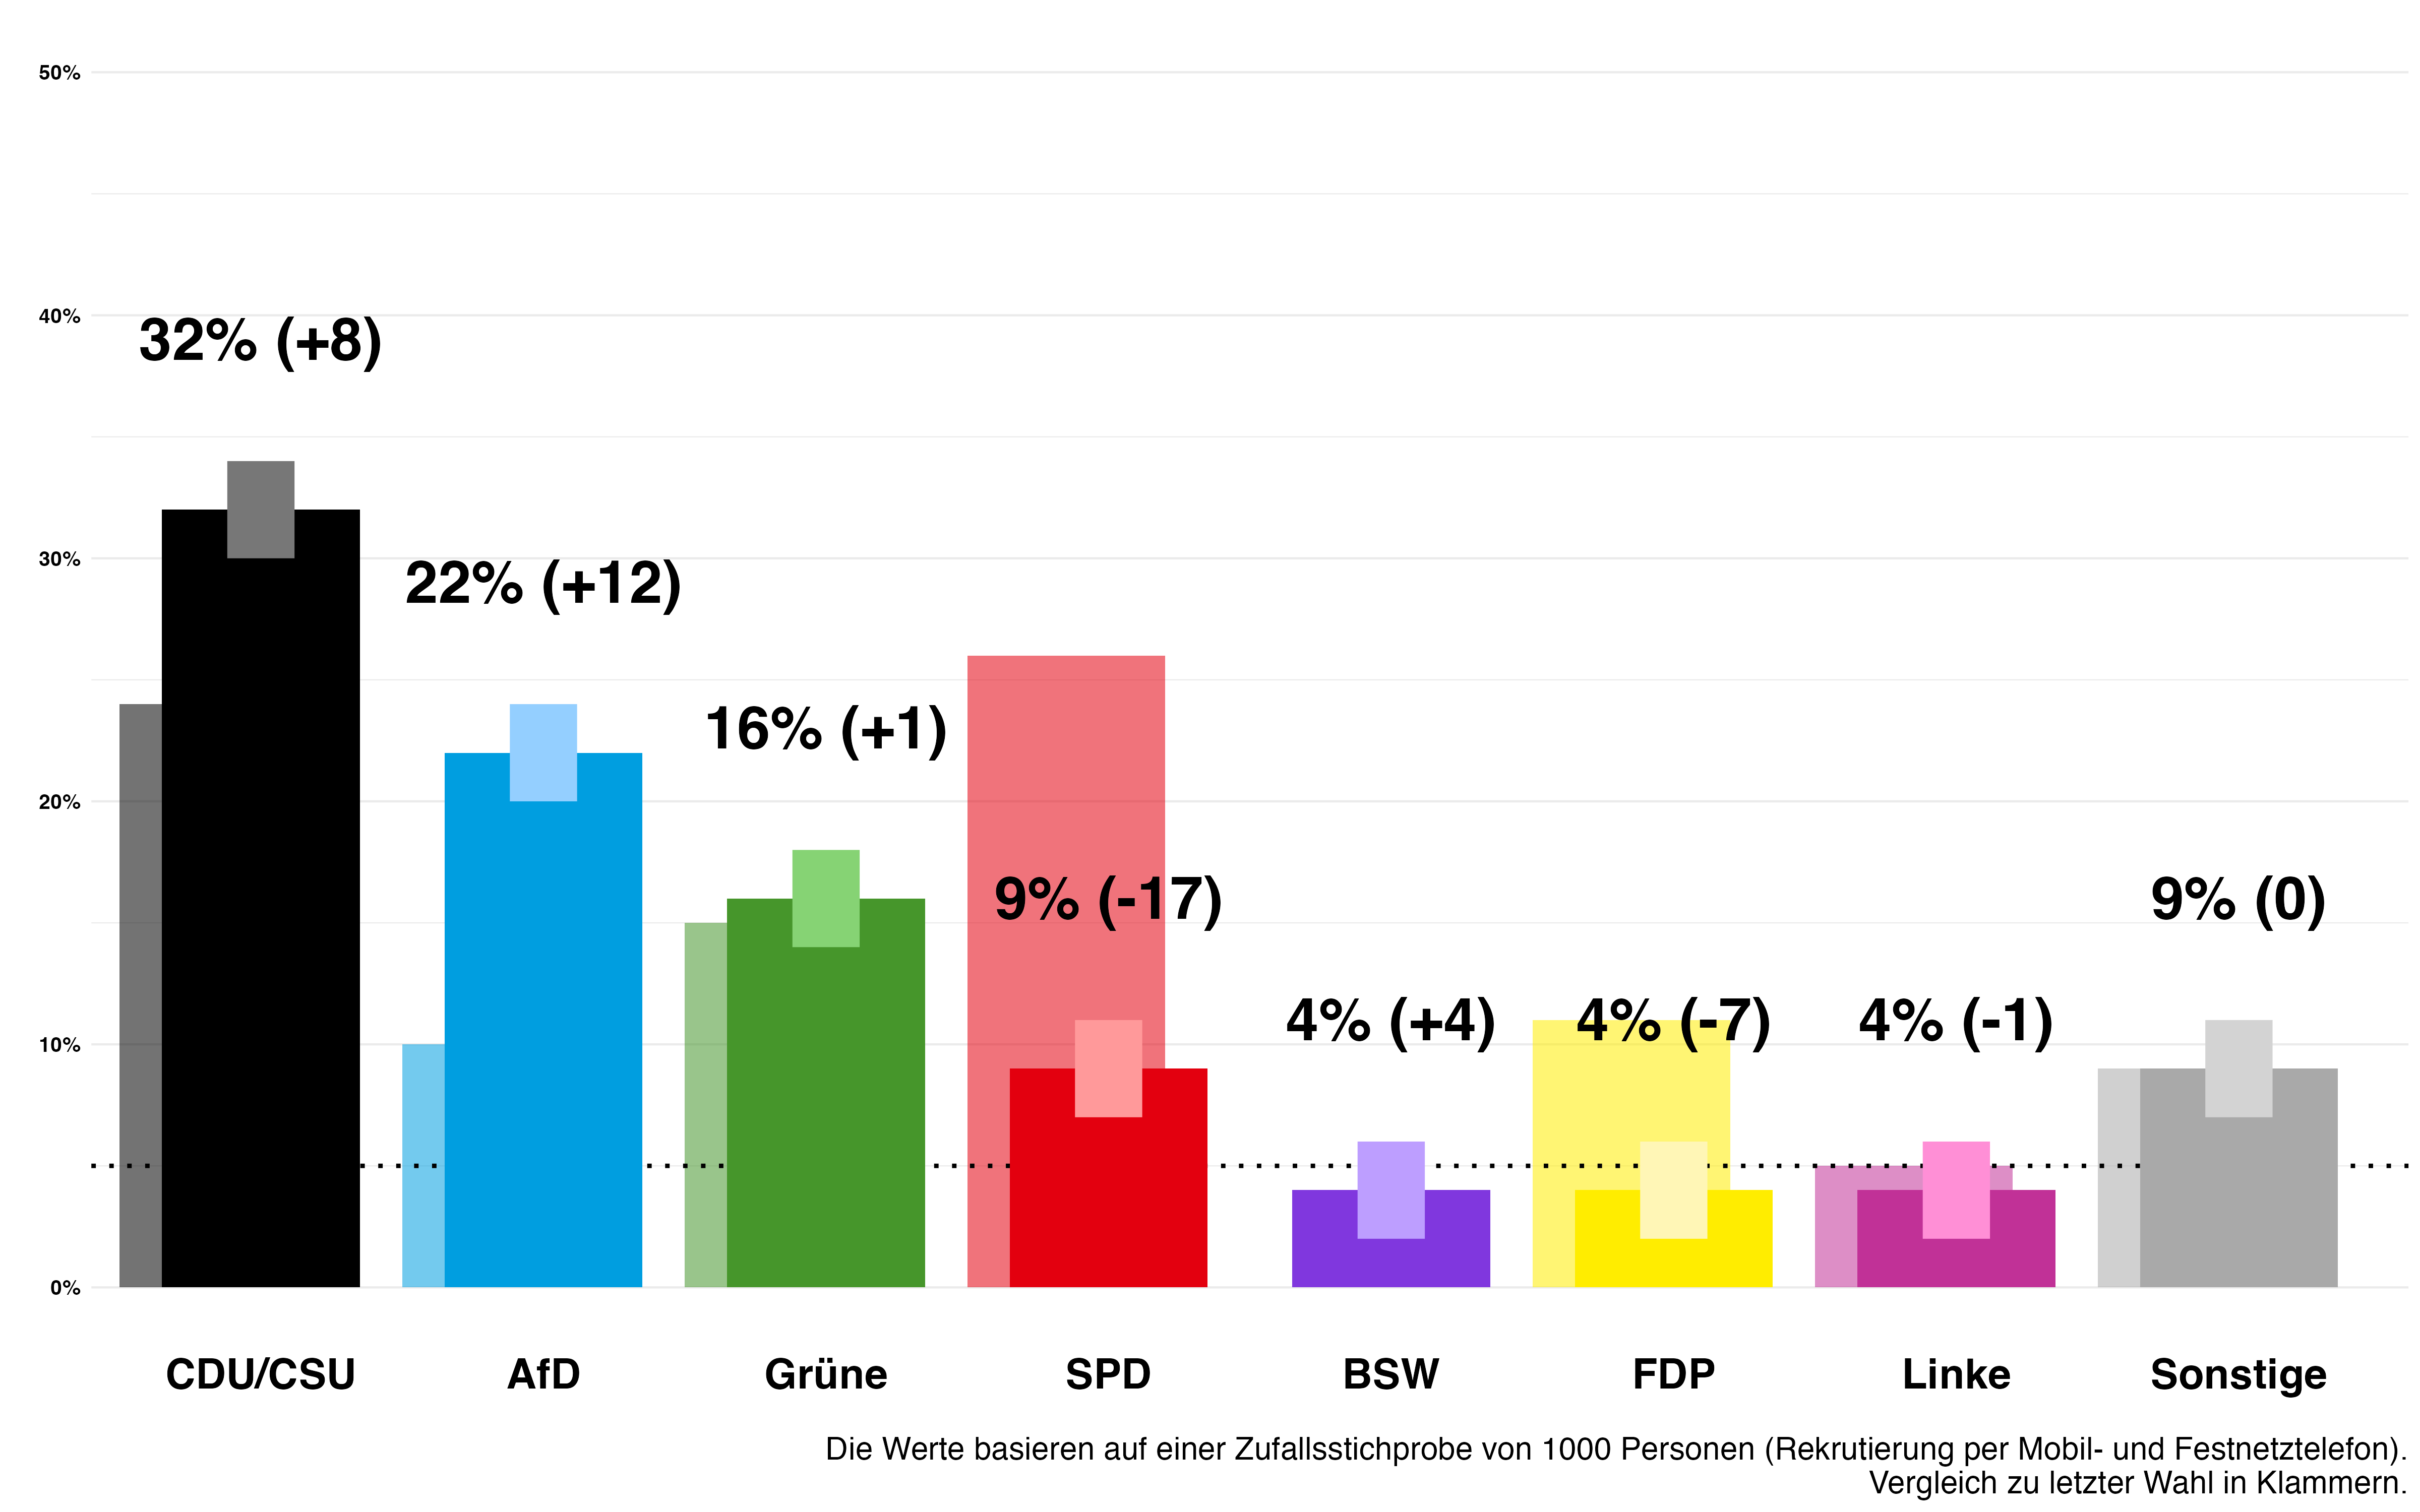 50%
40%
30%
20%
10%
0%
32% (+8)
22% (+12)
16% (+1)
9% (-17)
4% (+4)
4% (-7)
4% (-1)
9% (0)
CDU/CSU
AfD
Grüne
SPD
BSW
FDP
Linke
Sonstige
Die Werte basieren auf einer Zufallsstichprobe von 1000 Personen (Rekrutierung per Mobil- und Festnetztelefon).
Vergleich zu letzter Wahl in Klammern.